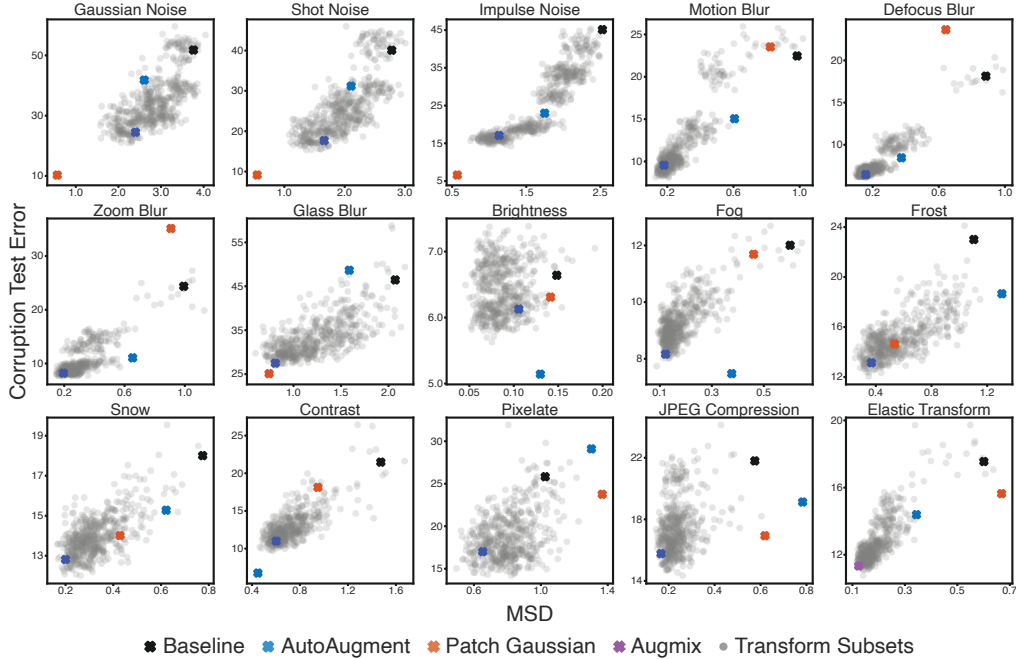 Gaussian Noise Shot Noise Impulse Noise Motion Blur Defocus Blur
60 50 40 30 20 10
40 30 20 10
45 35 25 15 5
25 20 15 10
20 10
0.0 1.0 2.0 3.0 4.0 1.0 2.0 3.0 0.5 1.0 1.5 2.0 2.5 0.2 0.6 1.0 0.2 0.6 1.0
Corruption Test Error
Zoom Blur Glass Blur Brightness Fog Frost
30 20 10
55 45 35 25
7.0 6.0 5.0
12 10 8
24 20 16 12
0.2 0.6 1.0 1.0 1.5 2.0 0.05 0.10 0.15 0.20 0.1 0.3 0.5 0.4 0.8 1.2
Snow Contrast Pixelate JPEG Compression Elastic Transform
19 17 15 13
25 20 15 10
30 25 20 15
22 18 14
20 16 12
0.2 0.4 0.6 0.8 0.4 0.8 1.2 1.6 0.6 1.0 1.4 0.2 0.4 0.6 0.8 0.1 0.3 0.5 0.7
MSD
Baseline AutoAugment Patch Gaussian Augmix Transform Subsets